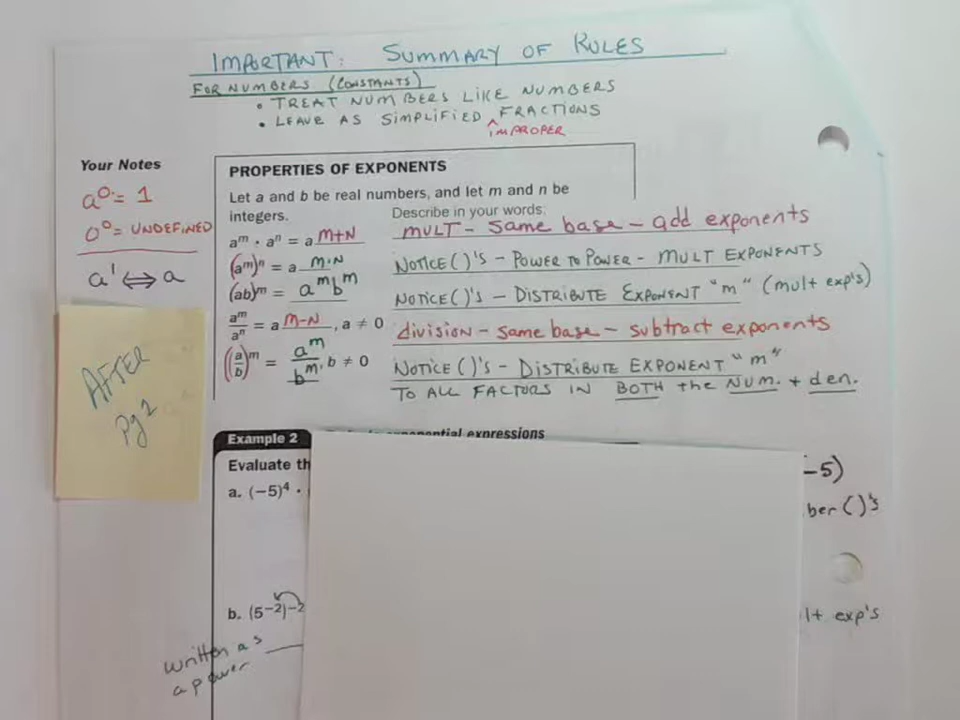 IMPORTANT: SUMMARY OF RULES
FOR NUMBERS (CONSTANTS)
• TREAT NUMBERS LIKE NUMBERS
• LEAVE AS SIMPLIFIED ^ FRACTIONS
IMPROPER
Your Notes
a⁰ = 1
0⁰ = UNDEFINED
a¹ ⟺ a
AFTER
Pg 2
PROPERTIES OF EXPONENTS
Let a and b be real numbers, and let m and n be
integers.
Describe in your words:
aᵐ · aⁿ = a M+N MULT - same base - add exponents
(aᵐ)ⁿ = a M·N NOTICE ( )'S - POWER TO POWER - MULT EXPONENTS
(ab)ᵐ = aᵐbᵐ NOTICE ( )'S - DISTRIBUTE EXPONENT "m" (mult exp's)
aᵐ/aⁿ = a M-N, a ≠ 0 division - same base - subtract exponents
(a/b)ᵐ = aᵐ/bᵐ, b ≠ 0 NOTICE ( )'S - DISTRIBUTE EXPONENT "m"
TO ALL FACTORS IN BOTH the NUM. + den.
Example 2 exponential expressions
Evaluate th
a. (−5)⁴ ·
-5)
ber ( )'s
b. (5⁻²)⁻²
lt exp's
written as
a power